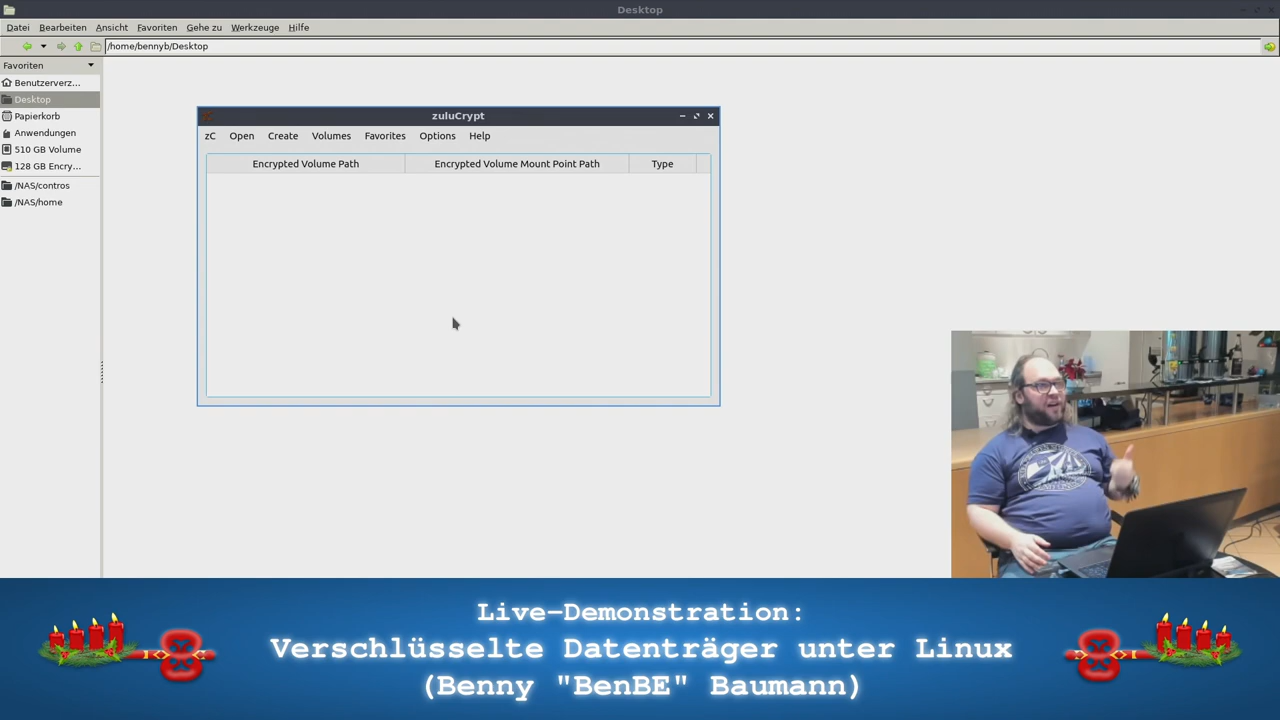 Desktop
Datei Bearbeiten Ansicht Favoriten Gehe zu Werkzeuge Hilfe
/home/bennyb/Desktop
Favoriten
Benutzerverz...
Desktop
Papierkorb
Anwendungen
510 GB Volume
128 GB Encry...
/NAS/contros
/NAS/home
zuluCrypt
zC Open Create Volumes Favorites Options Help
Encrypted Volume Path Encrypted Volume Mount Point Path Type
Live-Demonstration:
Verschlüsselte Datenträger unter Linux
(Benny "BenBE" Baumann)